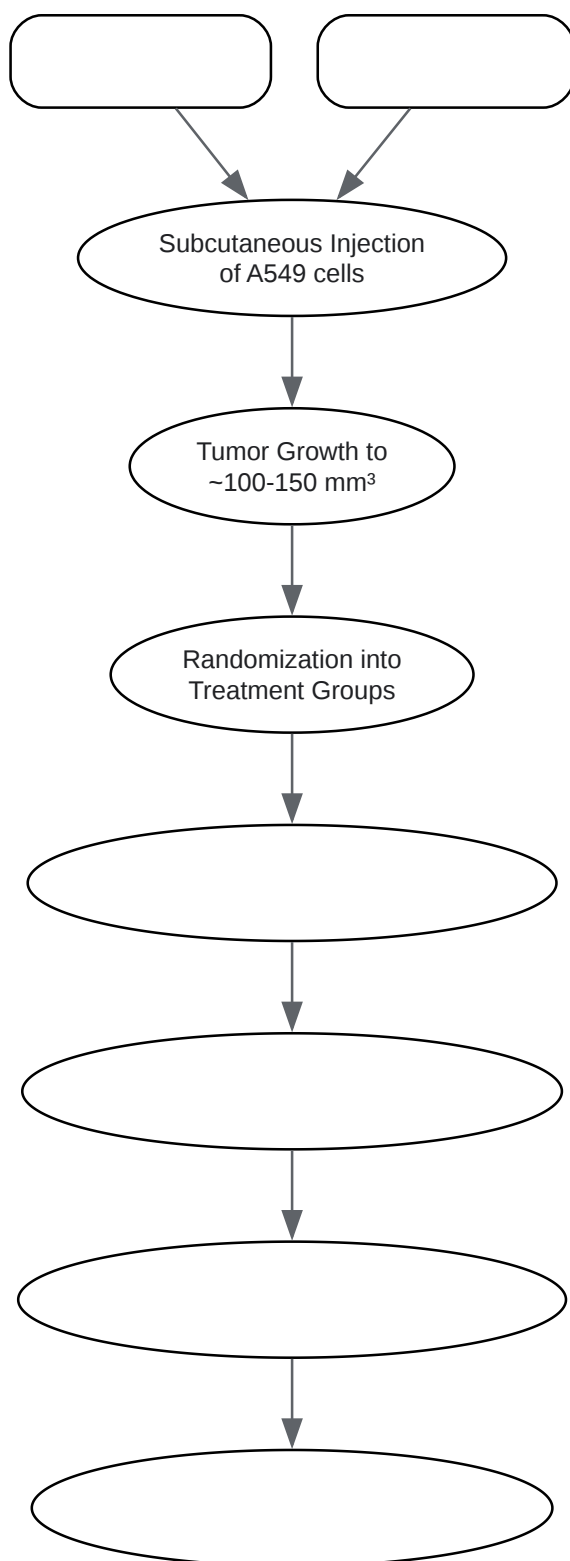 Subcutaneous Injection
of A549 cells
Tumor Growth to
~100-150 mm³
Randomization into
Treatment Groups